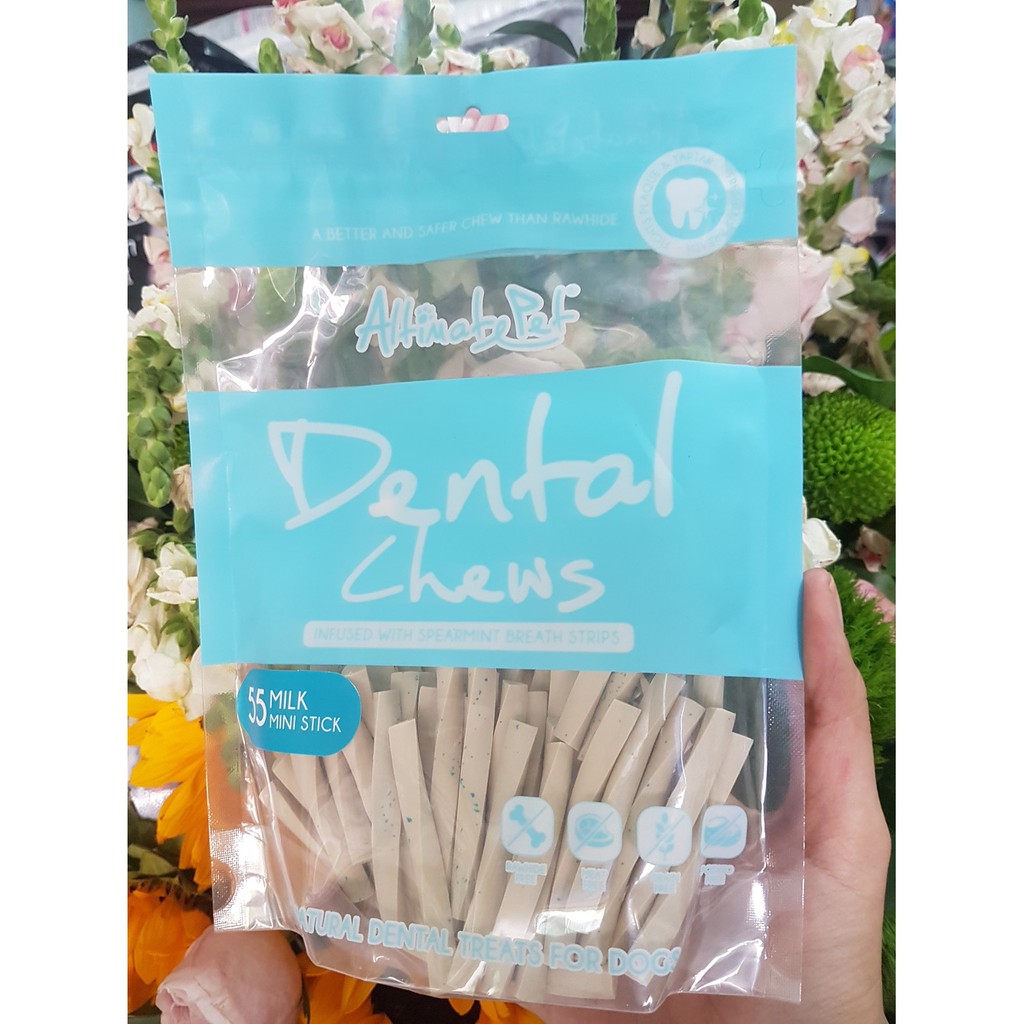 A BETTER AND SAFER CHEW THAN RAWHIDE
AltimatePet
Dental
Chews
INFUSED WITH SPEARMINT BREATH STRIPS
55 MILK
MINI STICK
NATURAL DENTAL TREATS FOR DOGS